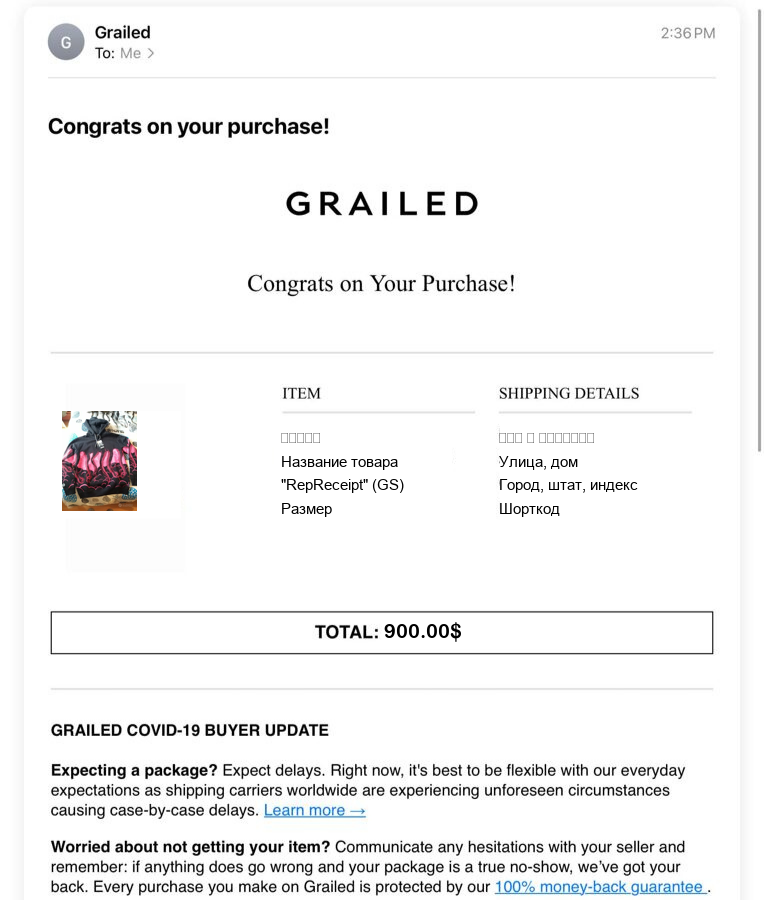 G
Grailed
2:36 PM
To: Me >
Congrats on your purchase!
GRAILED
Congrats on Your Purchase!
ITEM
Название товара
"RepReceipt" (GS)
Размер
SHIPPING DETAILS
Улица, дом
Город, штат, индекс
Шорткод
TOTAL: 900.00$
GRAILED COVID-19 BUYER UPDATE
Expecting a package? Expect delays. Right now, it's best to be flexible with our everyday
expectations as shipping carriers worldwide are experiencing unforeseen circumstances
causing case-by-case delays. Learn more →
Worried about not getting your item? Communicate any hesitations with your seller and
remember: if anything does go wrong and your package is a true no-show, we've got your
back. Every purchase you make on Grailed is protected by our 100% money-back guarantee .